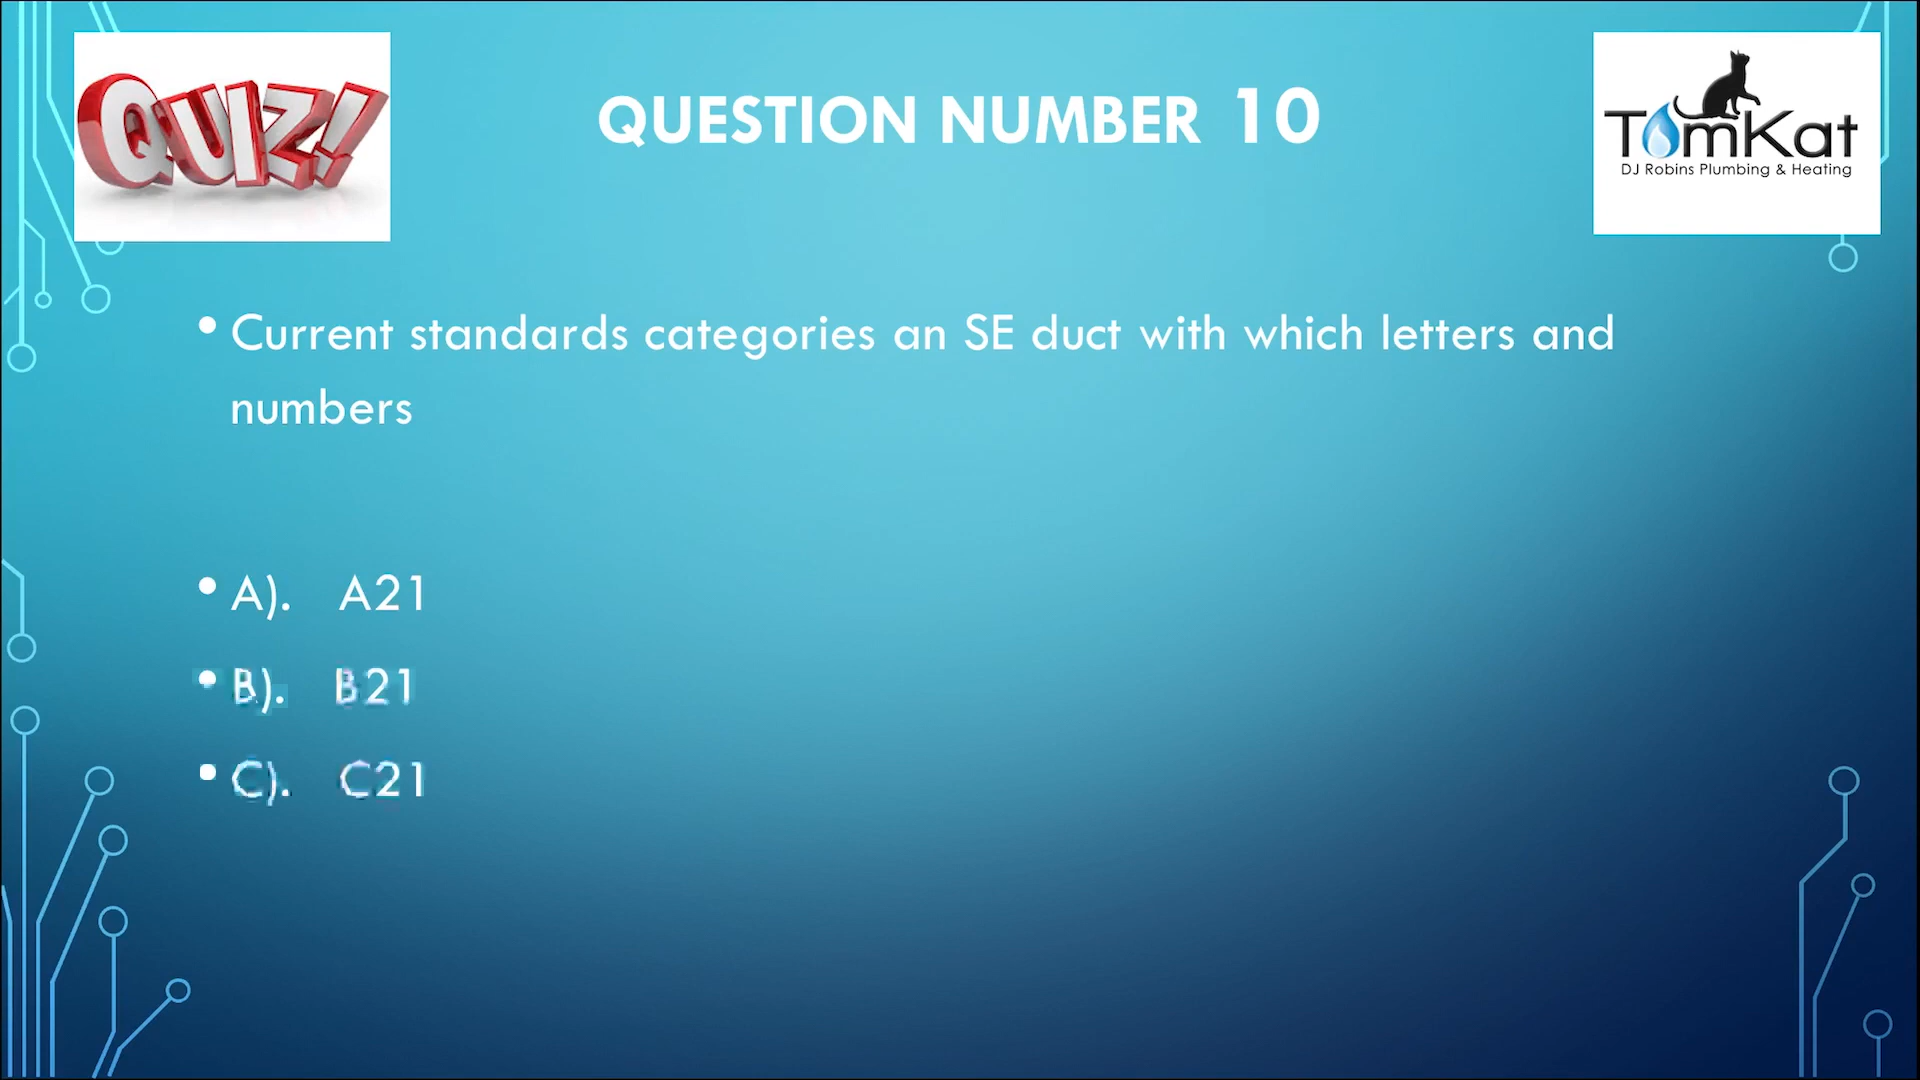 QUIZ!
QUESTION NUMBER 10
TomKat
DJ Robins Plumbing & Heating
• Current standards categories an SE duct with which letters and
numbers
• A). A21
• B). B21
• C). C21